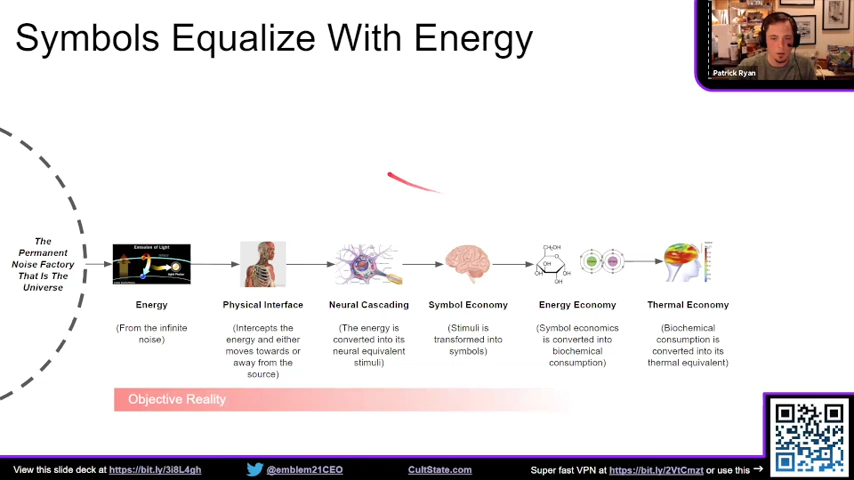 Symbols Equalize With Energy
Patrick Ryan
The
Permanent
Noise Factory
That Is The
Universe
Emission of Light
Energy
(From the infinite
noise)
Physical Interface
(Intercepts the
energy and either
moves towards or
away from the
source)
Neural Cascading
(The energy is
converted into its
neural equivalent
stimuli)
Symbol Economy
(Stimuli is
transformed into
symbols)
CH₂OH
OH
OH
OH
OH
Energy Economy
(Symbol economics
is converted into
biochemical
consumption)
Thermal Economy
(Biochemical
consumption is
converted into its
thermal equivalent)
Objective Reality
View this slide deck at https://bit.ly/3i8L4gh
@emblem21CEO
CultState.com
Super fast VPN at https://bit.ly/2VtCmzt or use this →